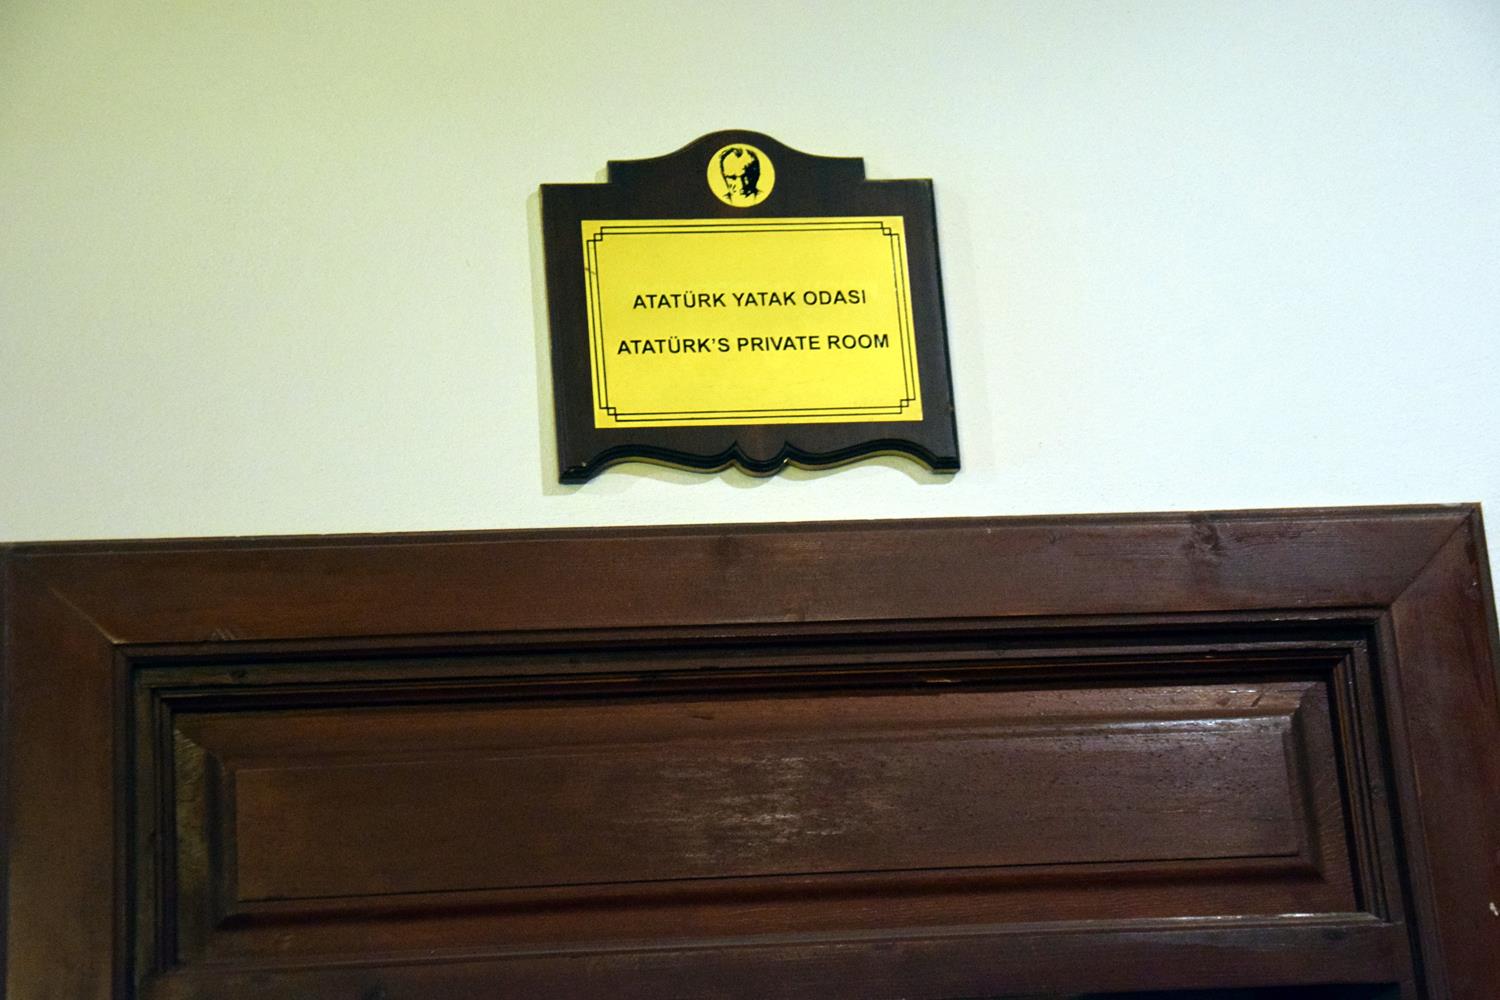 ATATÜRK YATAK ODASI
ATATÜRK'S PRIVATE ROOM